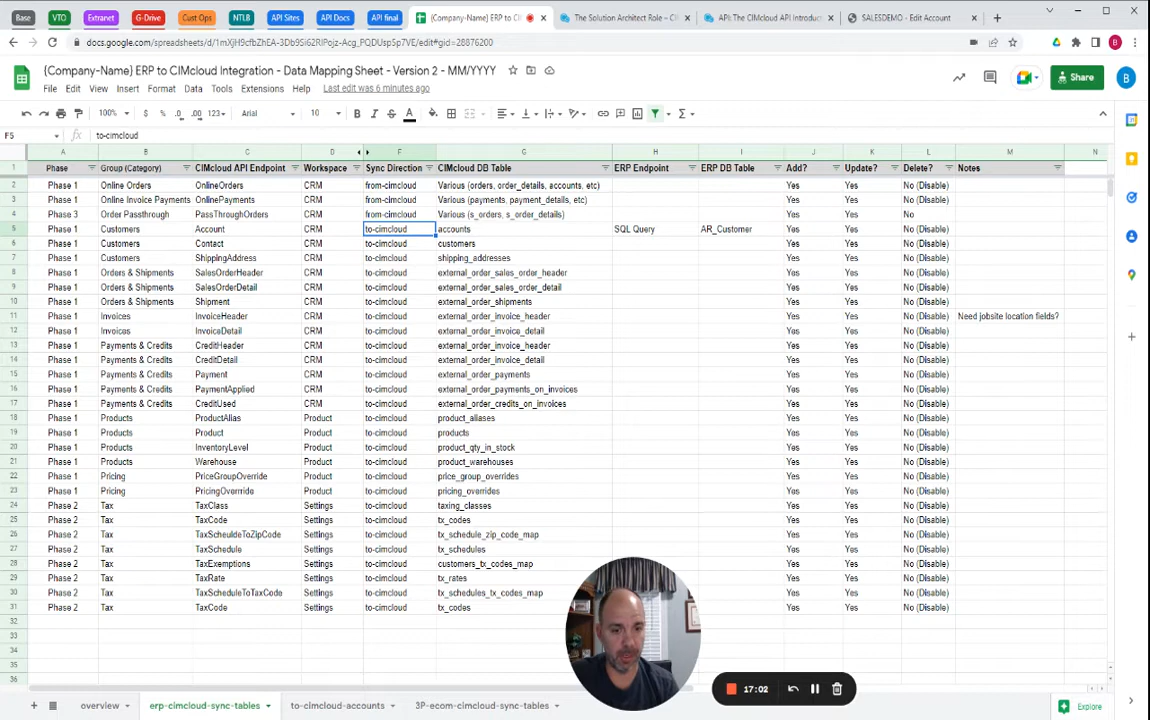 Base VTO Extranet G-Drive Cust Ops NTLB API Sites API Docs API final {Company-Name} ERP to CI The Solution Architect Role – C API: The CIMcloud API Introduct SALESDEMO - Edit Account
docs.google.com/spreadsheets/d/
{Company-Name} ERP to CIMcloud Integration - Data Mapping Sheet - Version 2 - MM/YYYY
File Edit View Insert Format Data Tools Extensions Help Last edit was 6 minutes ago
Share
B
100% $ % .0 .00 123 Arial 10 B I A
F5 to-cimcloud
A B C D F G H I J K L M N
1 Phase Group (Category) CIMcloud API Endpoint Workspace Sync Direction CIMcloud DB Table ERP Endpoint ERP DB Table Add? Update? Delete? Notes
2 Phase 1 Online Orders OnlineOrders CRM from-cimcloud Various (orders, order_details, accounts, etc) Yes Yes No (Disable)
3 Phase 1 Online Invoice Payments OnlinePayments CRM from-cimcloud Various (payments, payment_details, etc) Yes Yes No (Disable)
4 Phase 3 Order Passthrough PassThroughOrders CRM from-cimcloud Various (s_orders, s_order_details) Yes Yes No
5 Phase 1 Customers Account CRM to-cimcloud accounts SQL Query AR_Customer Yes Yes No (Disable)
6 Phase 1 Customers Contact CRM to-cimcloud customers Yes Yes No (Disable)
7 Phase 1 Customers ShippingAddress CRM to-cimcloud shipping_addresses Yes Yes No (Disable)
8 Phase 1 Orders & Shipments SalesOrderHeader CRM to-cimcloud external_order_sales_order_header Yes Yes No (Disable)
9 Phase 1 Orders & Shipments SalesOrderDetail CRM to-cimcloud external_order_sales_order_detail Yes Yes No (Disable)
10 Phase 1 Orders & Shipments Shipment CRM to-cimcloud external_order_shipments Yes Yes No (Disable)
11 Phase 1 Invoices InvoiceHeader CRM to-cimcloud external_order_invoice_header Yes Yes No (Disable) Need jobsite location fields?
12 Phase 1 Invoices InvoiceDetail CRM to-cimcloud external_order_invoice_detail Yes Yes No (Disable)
13 Phase 1 Payments & Credits CreditHeader CRM to-cimcloud external_order_invoice_header Yes Yes No (Disable)
14 Phase 1 Payments & Credits CreditDetail CRM to-cimcloud external_order_invoice_detail Yes Yes No (Disable)
15 Phase 1 Payments & Credits Payment CRM to-cimcloud external_order_payments Yes Yes No (Disable)
16 Phase 1 Payments & Credits PaymentApplied CRM to-cimcloud external_order_payments_on_invoices Yes Yes No (Disable)
17 Phase 1 Payments & Credits CreditUsed CRM to-cimcloud external_order_credits_on_invoices Yes Yes No (Disable)
18 Phase 1 Products ProductAlias Product to-cimcloud product_aliases Yes Yes No (Disable)
19 Phase 1 Products Product Product to-cimcloud products Yes Yes No (Disable)
20 Phase 1 Products InventoryLevel Product to-cimcloud product_qty_in_stock Yes Yes No (Disable)
21 Phase 1 Products Warehouse Product to-cimcloud product_warehouses Yes Yes No (Disable)
22 Phase 1 Pricing PriceGroupOverride Product to-cimcloud price_group_overrides Yes Yes No (Disable)
23 Phase 1 Pricing PricingOverride Product to-cimcloud pricing_overrides Yes Yes No (Disable)
24 Phase 2 Tax TaxClass Settings to-cimcloud taxing_classes Yes Yes No (Disable)
25 Phase 2 Tax TaxCode Settings to-cimcloud tx_codes Yes Yes No (Disable)
26 Phase 2 Tax TaxScheuldeToZipCode Settings to-cimcloud tx_schedule_zip_code_map Yes Yes No (Disable)
27 Phase 2 Tax TaxSchedule Settings to-cimcloud tx_schedules Yes Yes No (Disable)
28 Phase 2 Tax TaxExemptions Settings to-cimcloud customers_tx_codes_map Yes Yes No (Disable)
29 Phase 2 Tax TaxRate Settings to-cimcloud tx_rates Yes Yes No (Disable)
30 Phase 2 Tax TaxScheduleToTaxCode Settings to-cimcloud tx_schedules_tx_codes_map Yes Yes No (Disable)
31 Phase 2 Tax TaxCode Settings to-cimcloud tx_codes Yes Yes No (Disable)
32
33
34
35
36
17:02
overview erp-cimcloud-sync-tables to-cimcloud-accounts 3P-ecom-cimcloud-sync-tables Explore